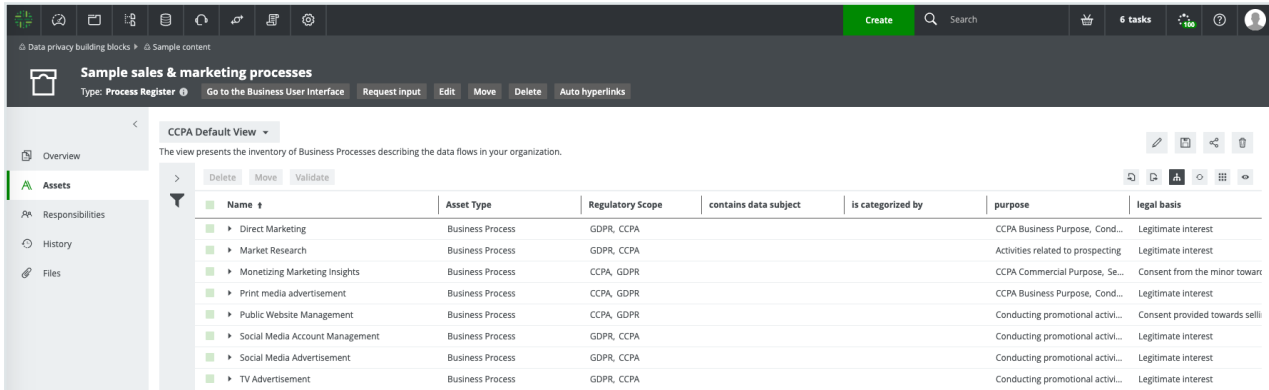 Create Search 6 tasks 100
Data privacy building blocks Sample content
Sample sales & marketing processes
Type: Process Register Go to the Business User Interface Request input Edit Move Delete Auto hyperlinks
Overview
Assets
Responsibilities
History
Files
CCPA Default View
The view presents the inventory of Business Processes describing the data flows in your organization.
Delete Move Validate
Name Asset Type Regulatory Scope contains data subject is categorized by purpose legal basis
Direct Marketing Business Process GDPR, CCPA CCPA Business Purpose, Cond... Legitimate interest
Market Research Business Process GDPR, CCPA Activities related to prospecting Legitimate interest
Monetizing Marketing Insights Business Process CCPA, GDPR CCPA Commercial Purpose, Se... Consent from the minor toward
Print media advertisement Business Process CCPA, GDPR CCPA Business Purpose, Cond... Legitimate interest
Public Website Management Business Process CCPA, GDPR Conducting promotional activi... Consent provided towards selli
Social Media Account Management Business Process GDPR, CCPA Conducting promotional activi... Legitimate interest
Social Media Advertisement Business Process GDPR, CCPA Conducting promotional activi... Legitimate interest
TV Advertisement Business Process GDPR, CCPA Conducting promotional activi... Legitimate interest